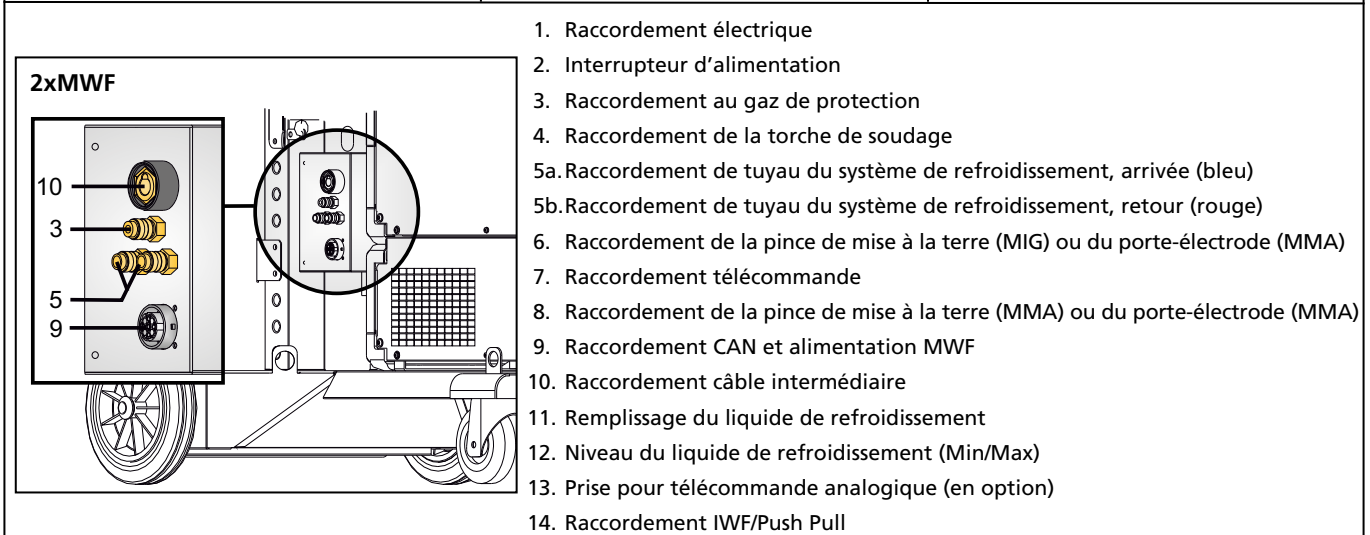 2xMWF
10
3
5
9
1. Raccordement électrique
2. Interrupteur d'alimentation
3. Raccordement au gaz de protection
4. Raccordement de la torche de soudage
5a. Raccordement de tuyau du système de refroidissement, arrivée (bleu)
5b. Raccordement de tuyau du système de refroidissement, retour (rouge)
6. Raccordement de la pince de mise à la terre (MIG) ou du porte-électrode (MMA)
7. Raccordement télécommande
8. Raccordement de la pince de mise à la terre (MMA) ou du porte-électrode (MMA)
9. Raccordement CAN et alimentation MWF
10. Raccordement câble intermédiaire
11. Remplissage du liquide de refroidissement
12. Niveau du liquide de refroidissement (Min/Max)
13. Prise pour télécommande analogique (en option)
14. Raccordement IWF/Push Pull